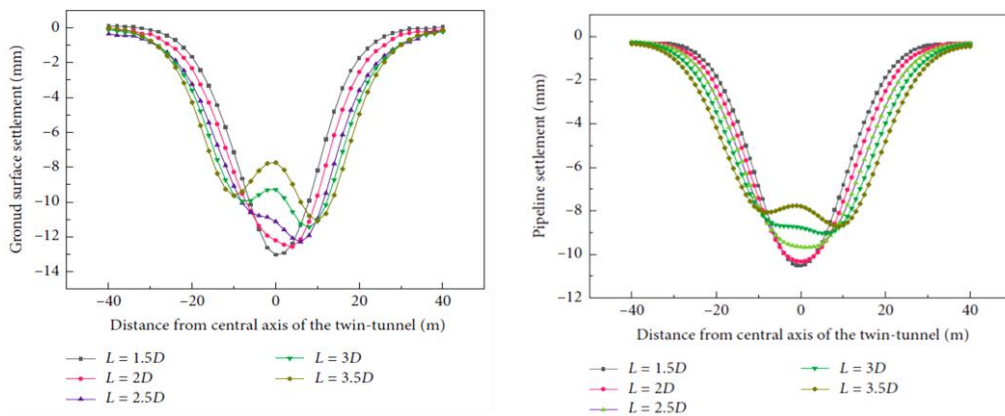 0
−2
−4
−6
−8
−10
−12
−14
Gronud surface settlement (mm)
−40 −20 0 20 40
Distance from central axis of the twin-tunnel (m)
L = 1.5D
L = 2D
L = 2.5D
L = 3D
L = 3.5D
0
−2
−4
−6
−8
−10
−12
Pipeline settlement (mm)
−40 −20 0 20 40
Distance from central axis of the twin-tunnel (m)
L = 1.5D
L = 2D
L = 2.5D
L = 3D
L = 3.5D